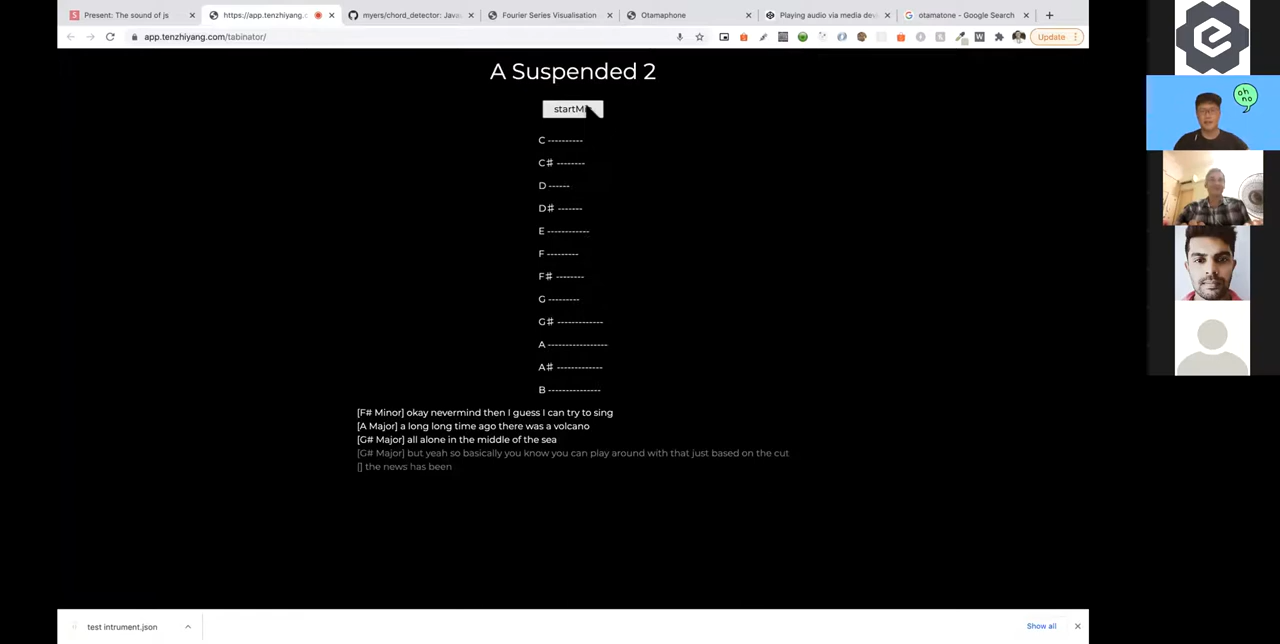 Present: The sound of js
https://app.tenzhiyang.
myers/chord_detector: Java
Fourier Series Visualisation
Otamaphone
Playing audio via media dev
otamatone - Google Search
app.tenzhiyang.com/tabinator/
Update
A Suspended 2
startMi
oh
no
C ----------
C# --------
D ------
D# -------
E ------------
F ---------
F# --------
G ---------
G# -------------
A -----------------
A# -------------
B ---------------
[F# Minor] okay nevermind then I guess I can try to sing
[A Major] a long long time ago there was a volcano
[G# Major] all alone in the middle of the sea
[G# Major] but yeah so basically you know you can play around with that just based on the cut
[] the news has been
test intrument.json
Show all